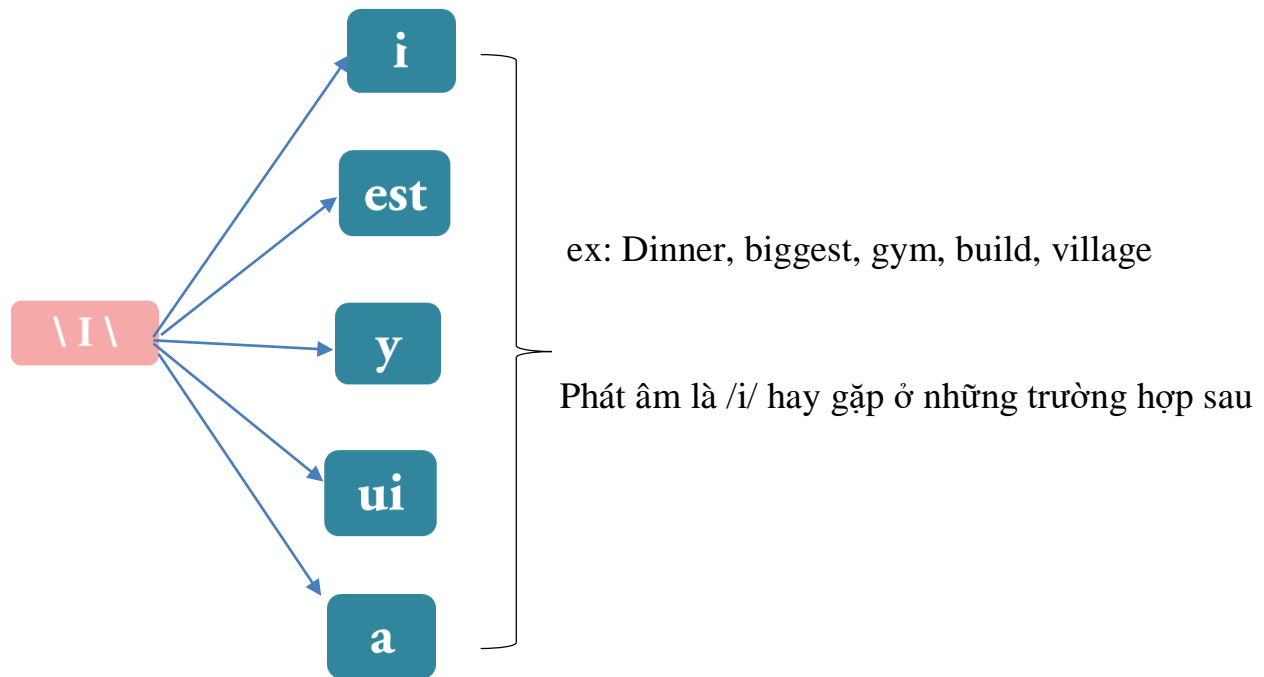 i
est
ex: Dinner, biggest, gym, build, village
\ I \
y
Phát âm là /i/ hay gặp ở những trường hợp sau
ui
a